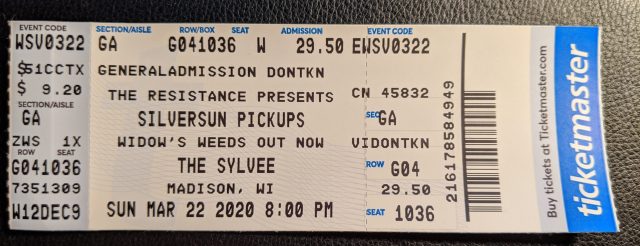 EVENT CODE
WSV0322
$51CCTX
$ 9.20
SECTION/AISLE
GA
ZWS 1X
ROW SEAT
G041036
7351309
W12DEC9
SECTION/AISLE ROW/BOX SEAT ADMISSION EVENT CODE
GA G041036 W 29.50 EWSV0322
GENERALADMISSION DONTKN
THE RESISTANCE PRESENTS
SILVERSUN PICKUPS
WIDOW'S WEEDS OUT NOW
THE SYLVEE
MADISON, WI
SUN MAR 22 2020 8:00 PM
CN 45832
SEC GA
VIDONTKN
ROW G04
29.50
SEAT 1036
216178584949
Buy tickets at Ticketmaster.com
ticketmaster